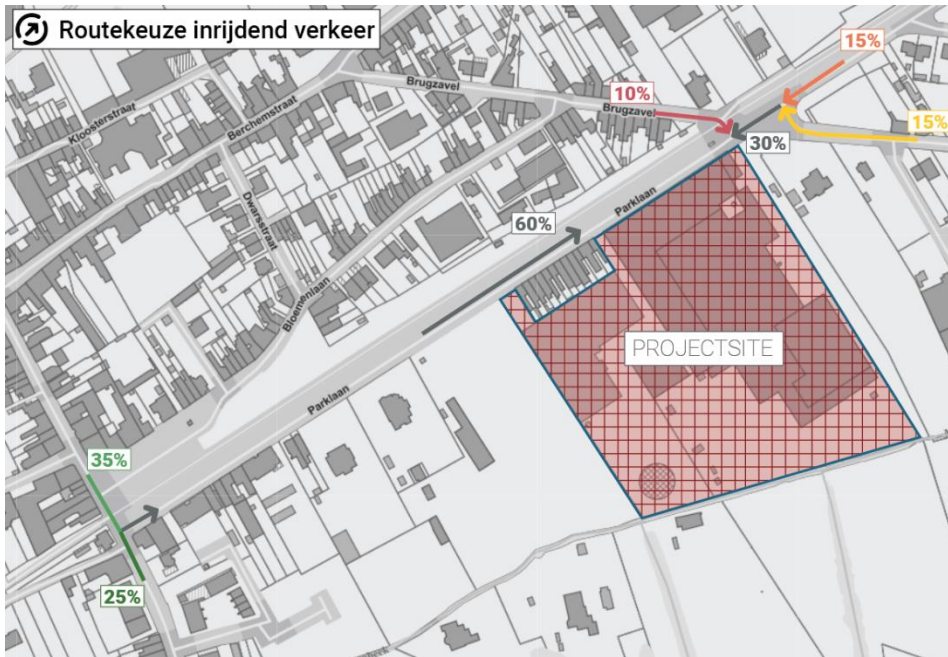 Routekeuze inrijdend verkeer
15%
Brugzavel
10%
Brugzavel
15%
30%
Kloosterstraat
Berchemstraat
Dwarsstraat
Parklaan
60%
Bloemenlaan
PROJECTSITE
Parklaan
35%
25%